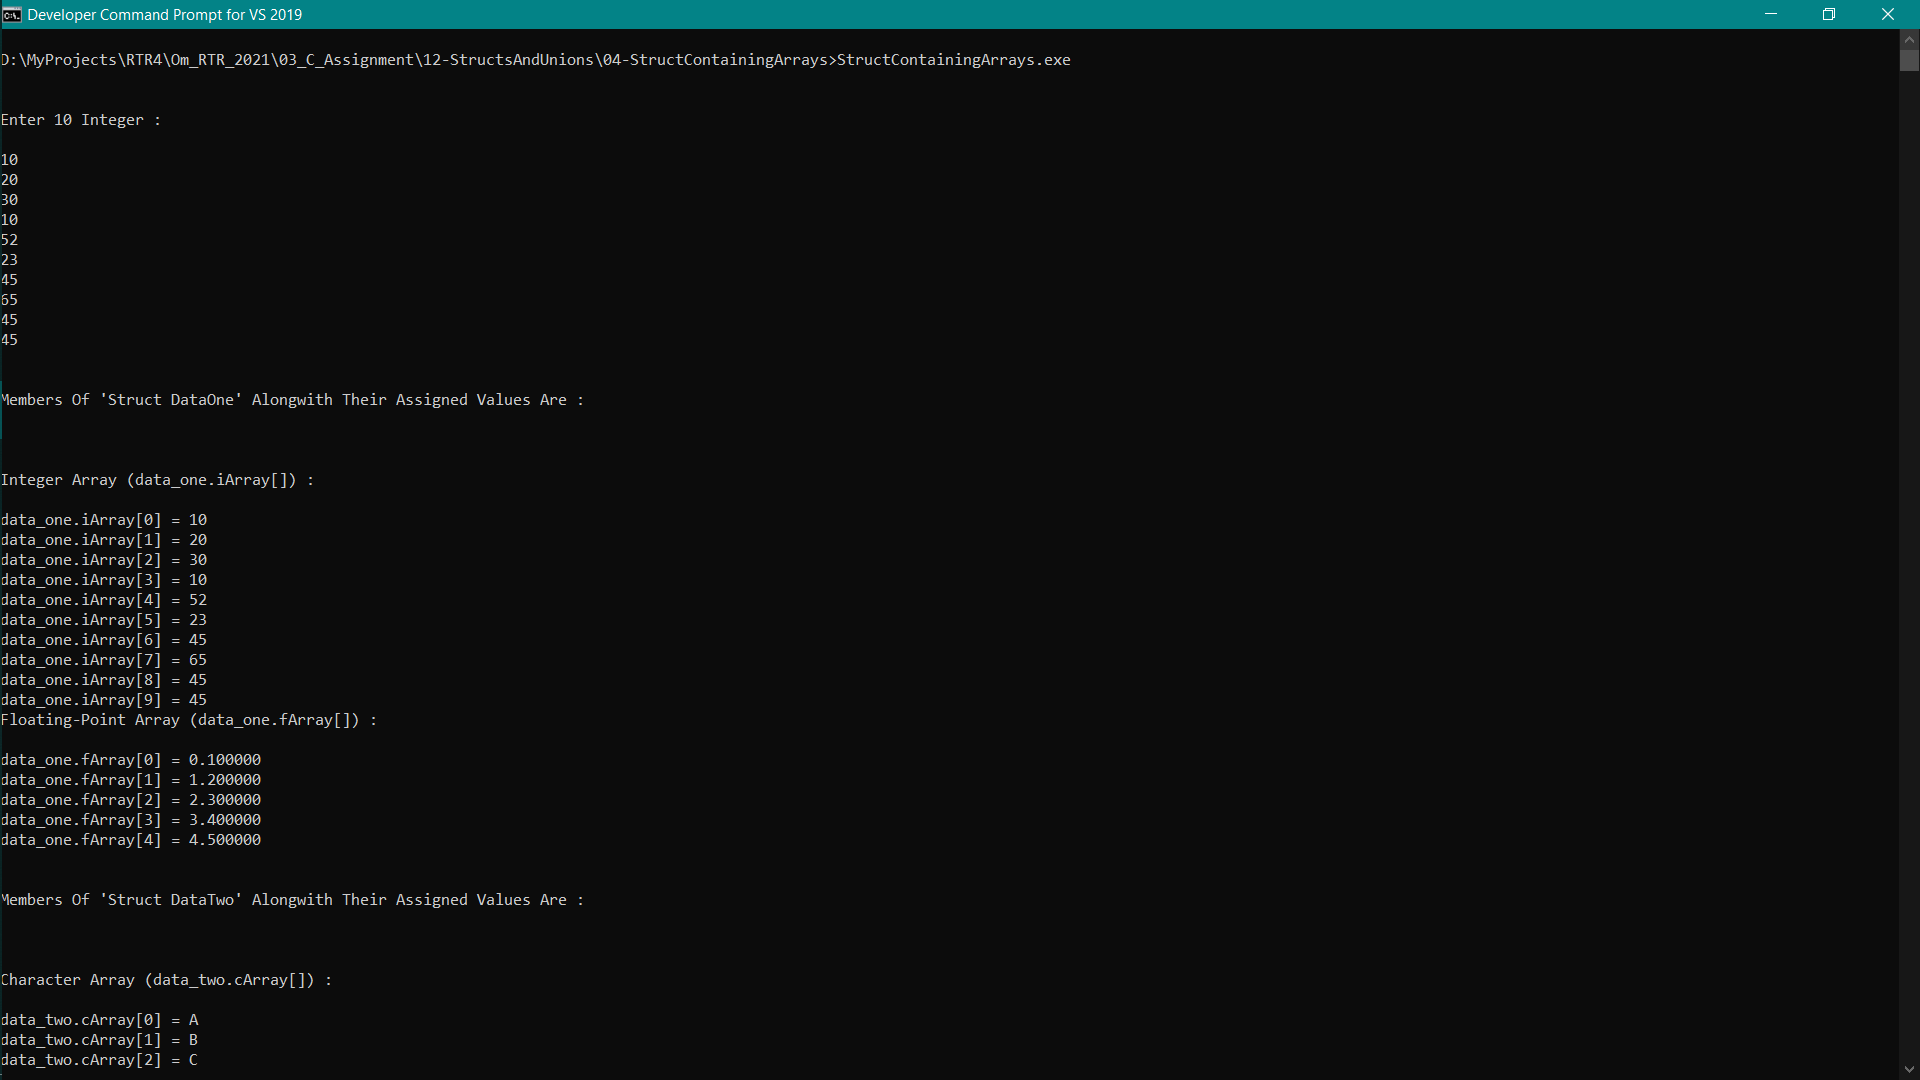 Developer Command Prompt for VS 2019
D:\MyProjects\RTR4\Om_RTR_2021\03_C_Assignment\12-StructsAndUnions\04-StructContainingArrays>StructContainingArrays.exe
Enter 10 Integer :
10
20
30
10
52
23
45
65
45
45
Members Of 'Struct DataOne' Alongwith Their Assigned Values Are :
Integer Array (data_one.iArray[]) :
data_one.iArray[0] = 10
data_one.iArray[1] = 20
data_one.iArray[2] = 30
data_one.iArray[3] = 10
data_one.iArray[4] = 52
data_one.iArray[5] = 23
data_one.iArray[6] = 45
data_one.iArray[7] = 65
data_one.iArray[8] = 45
data_one.iArray[9] = 45
Floating-Point Array (data_one.fArray[]) :
data_one.fArray[0] = 0.100000
data_one.fArray[1] = 1.200000
data_one.fArray[2] = 2.300000
data_one.fArray[3] = 3.400000
data_one.fArray[4] = 4.500000
Members Of 'Struct DataTwo' Alongwith Their Assigned Values Are :
Character Array (data_two.cArray[]) :
data_two.cArray[0] = A
data_two.cArray[1] = B
data_two.cArray[2] = C